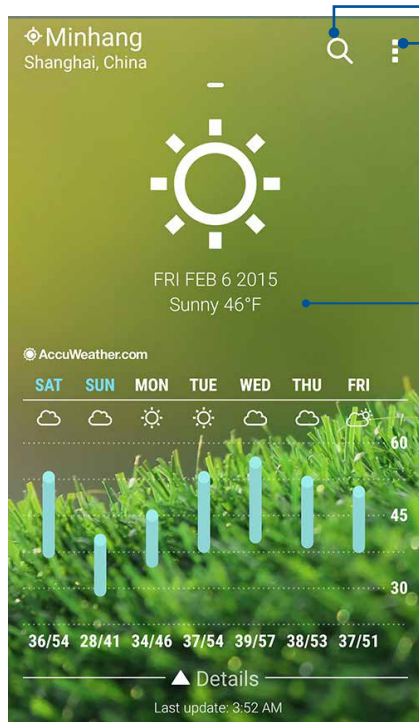 Minhang
Shanghai, China
FRI FEB 6 2015
Sunny 46°F
AccuWeather.com
SAT SUN MON TUE WED THU FRI
60
45
30
36/54 28/41 34/46 37/54 39/57 38/53 37/51
Details
Last update: 3:52 AM